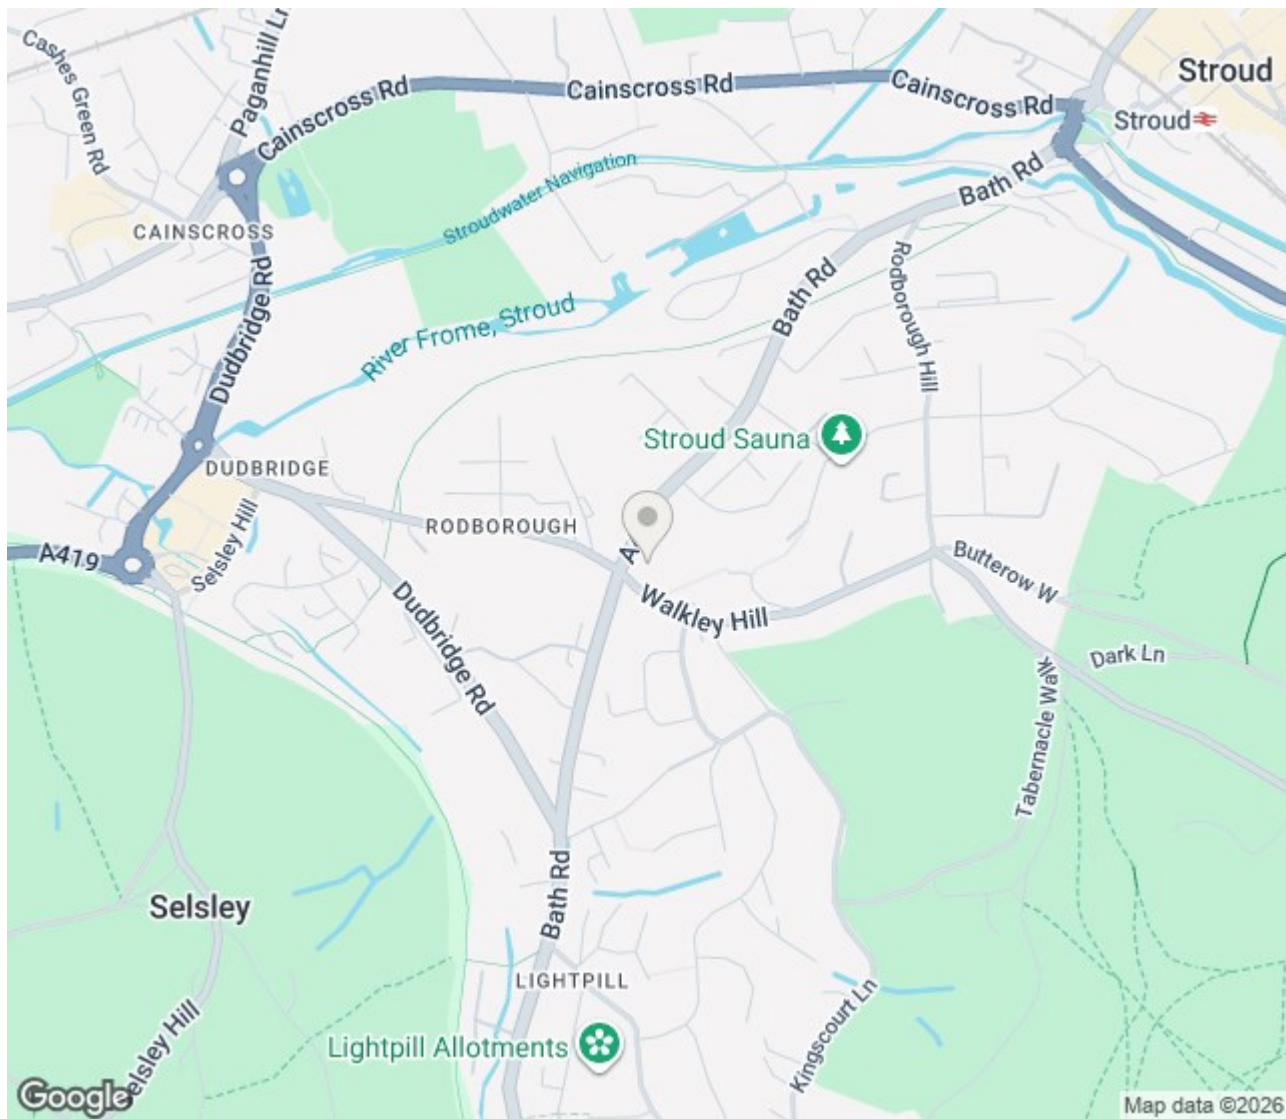 Cashes Green Rd
Paganhill Ln
Cainscross Rd
Cainscross Rd
Cainscross Rd
Stroud
Stroud
Bath Rd
Stroudwater Navigation
CAINSCROSS
Dudbridge Rd
River Frome, Stroud
Bath Rd
Rodborough Hill
Stroud Sauna
DUDBRIDGE
RODBOROUGH
A
A419
Selsley Hill
Butterow W
Walkley Hill
Dudbridge Rd
Dark Ln
Tabernacle Walk
Selsley
Bath Rd
LIGHTPILL
Lightpill Allotments
Kingscourt Ln
elsley Hill
Google
Map data ©2026